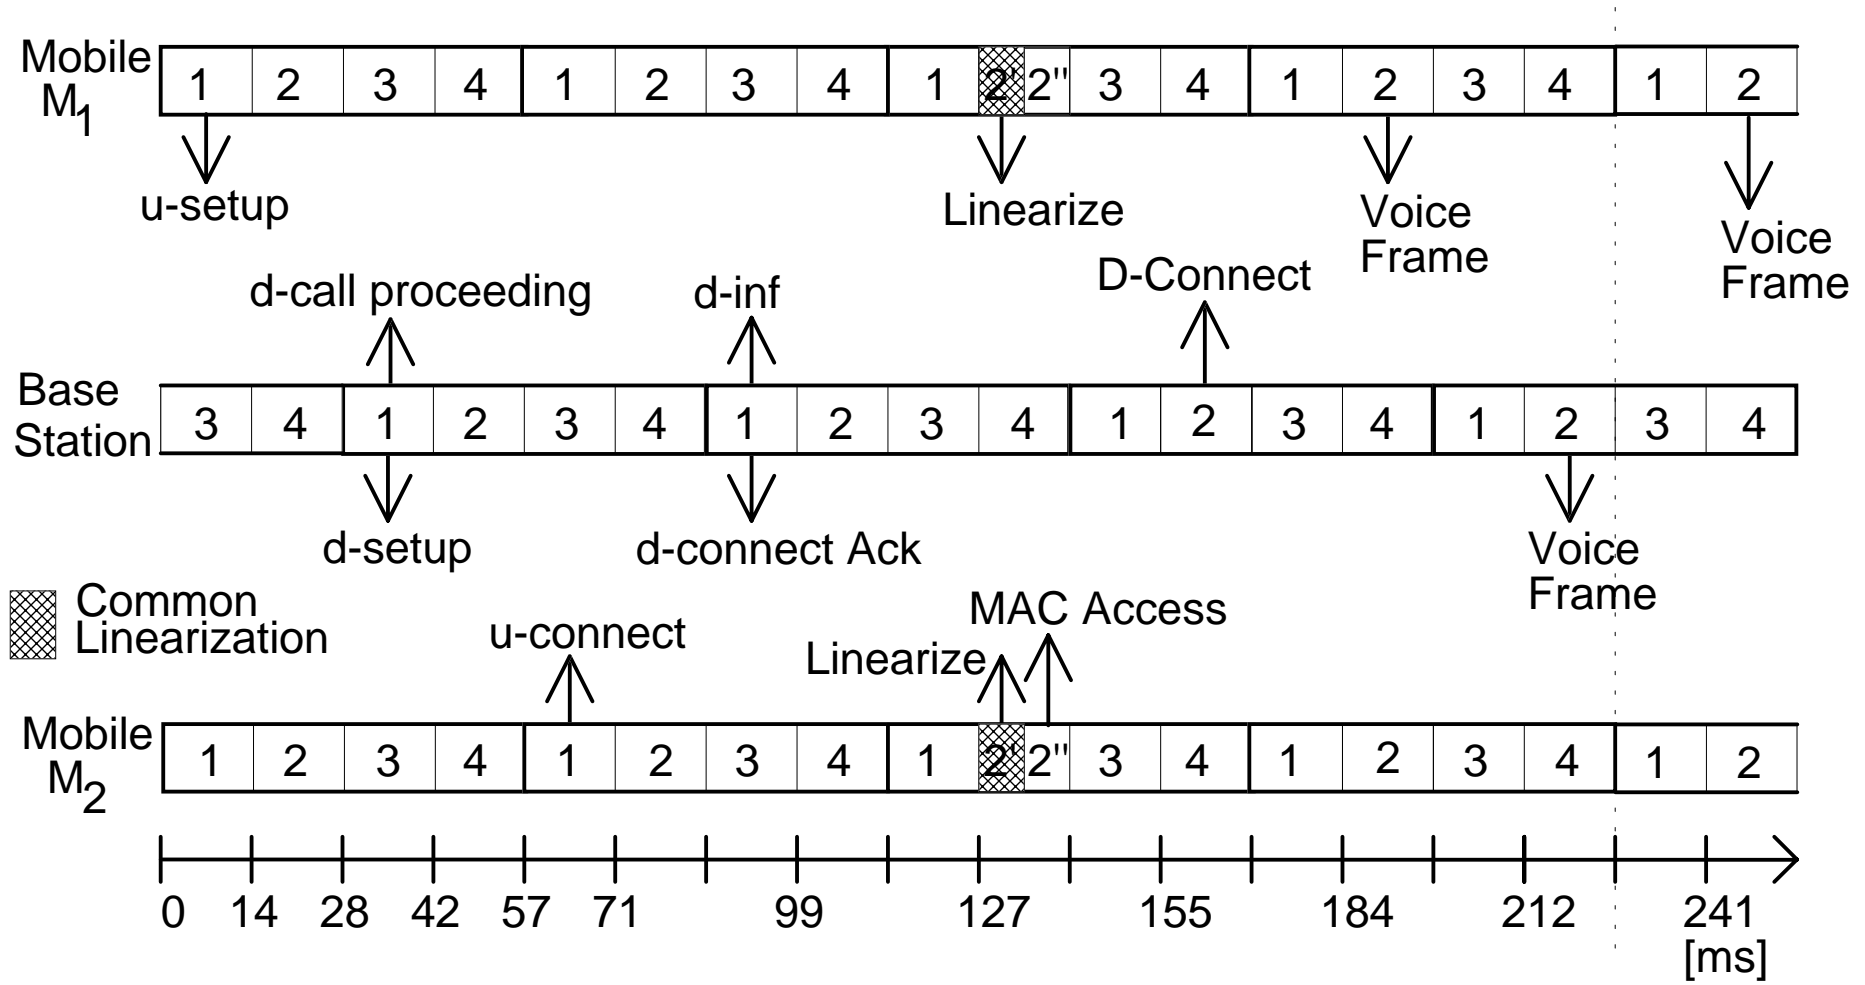 Mobile
M1
1 2 3 4 1 2 3 4 1 2' 2" 3 4 1 2 3 4 1 2
u-setup
Linearize
Voice
Frame
Voice
Frame
d-call proceeding
d-inf
D-Connect
Base
Station
3 4 1 2 3 4 1 2 3 4 1 2 3 4 1 2 3 4
d-setup
d-connect Ack
Voice
Frame
Common
Linearization
u-connect
Linearize
MAC Access
Mobile
M2
1 2 3 4 1 2 3 4 1 2' 2" 3 4 1 2 3 4 1 2
0 14 28 42 57 71 99 127 155 184 212 241
[ms]